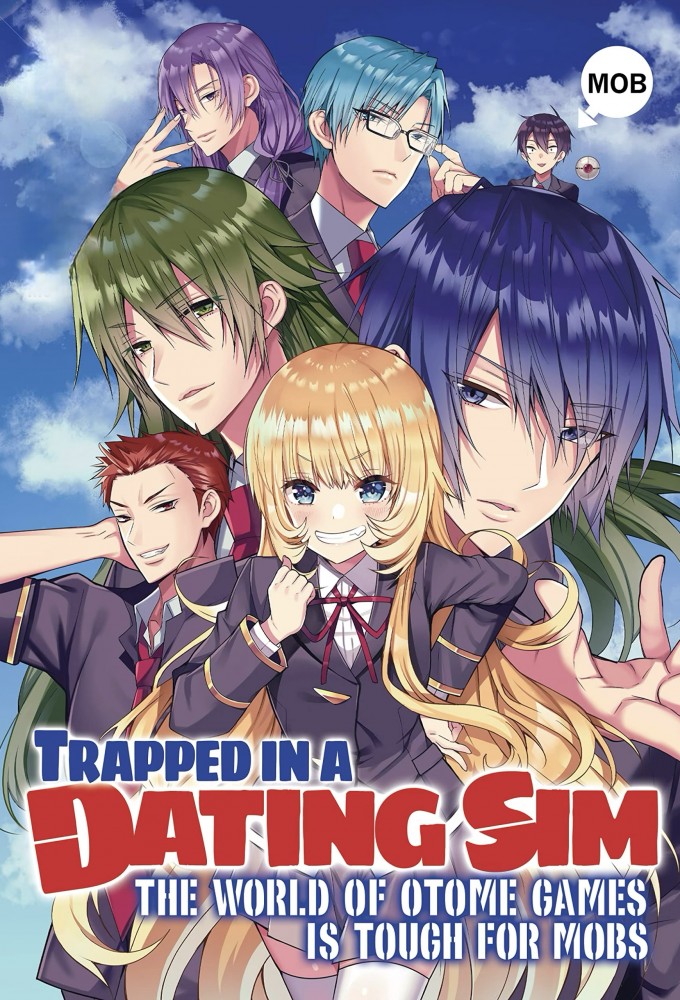 MOB
TRAPPED IN A
DATING SIM
THE WORLD OF OTOME GAMES
IS TOUGH FOR MOBS